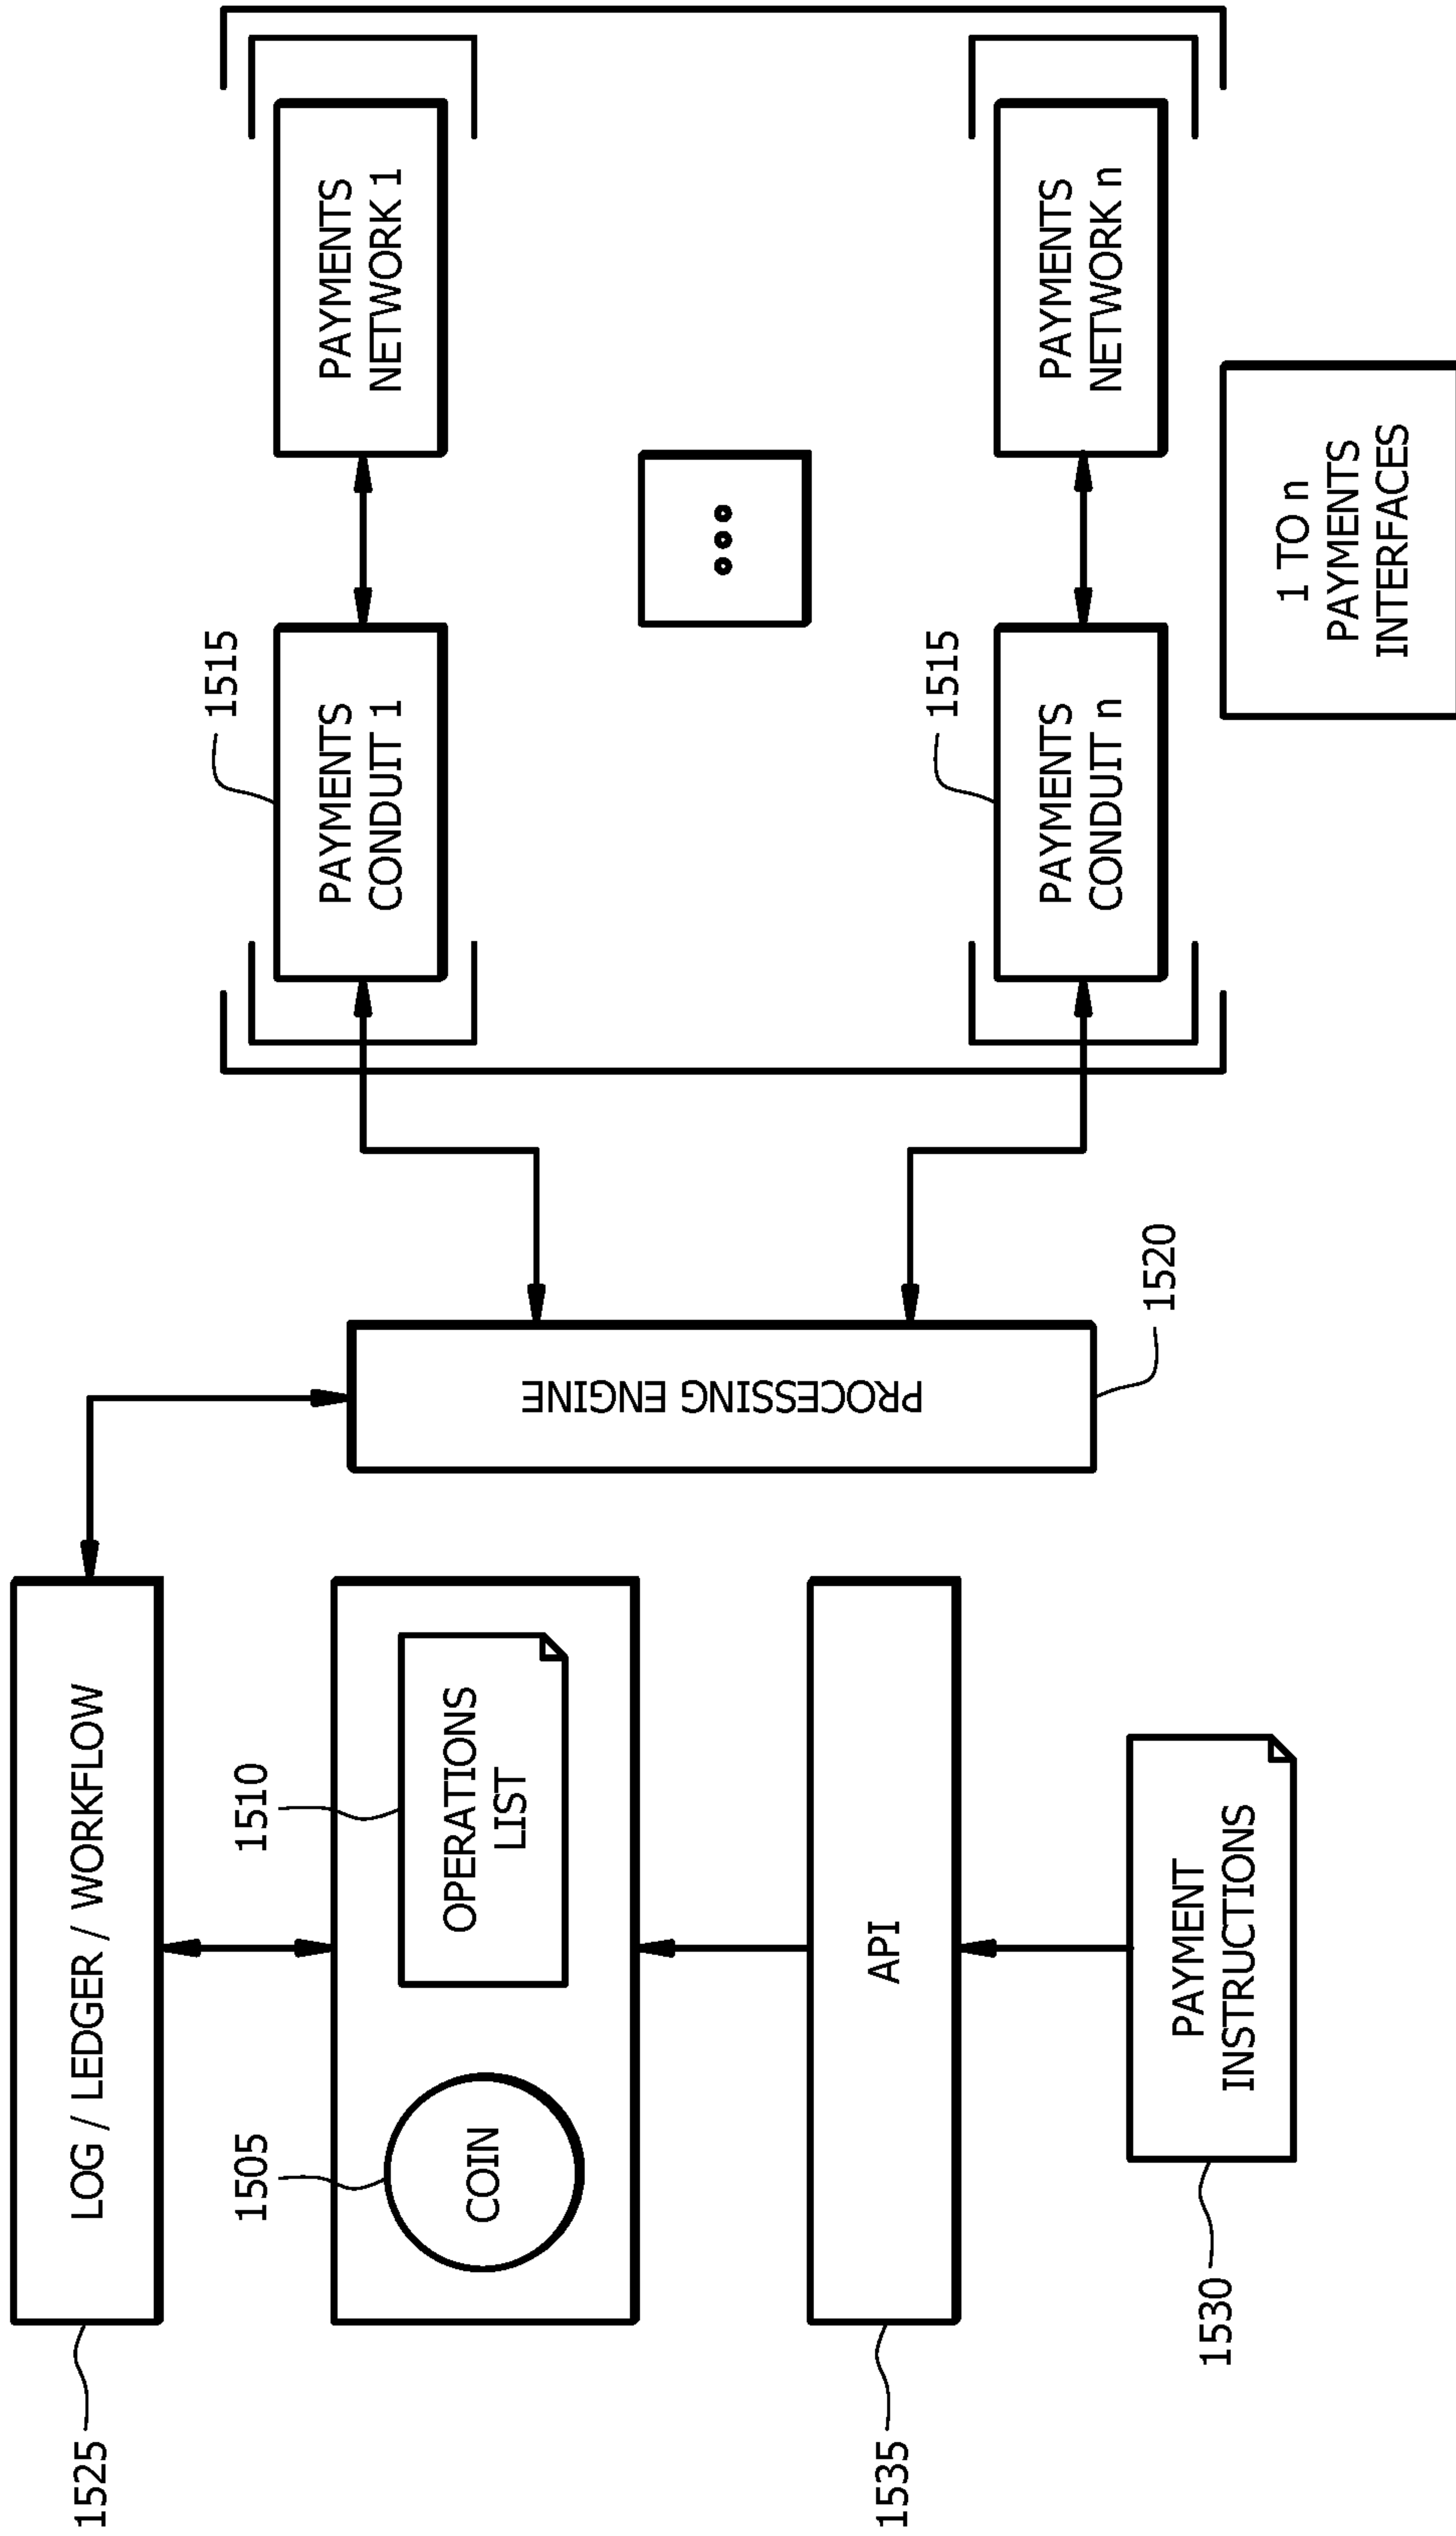 1525
LOG / LEDGER / WORKFLOW
1505
COIN
1510
OPERATIONS
LIST
1535
API
1530
PAYMENT
INSTRUCTIONS
PROCESSING ENGINE
1520
1515
PAYMENTS
CONDUIT 1
PAYMENTS
NETWORK 1
1515
PAYMENTS
CONDUIT n
PAYMENTS
NETWORK n
1 TO n
PAYMENTS
INTERFACES